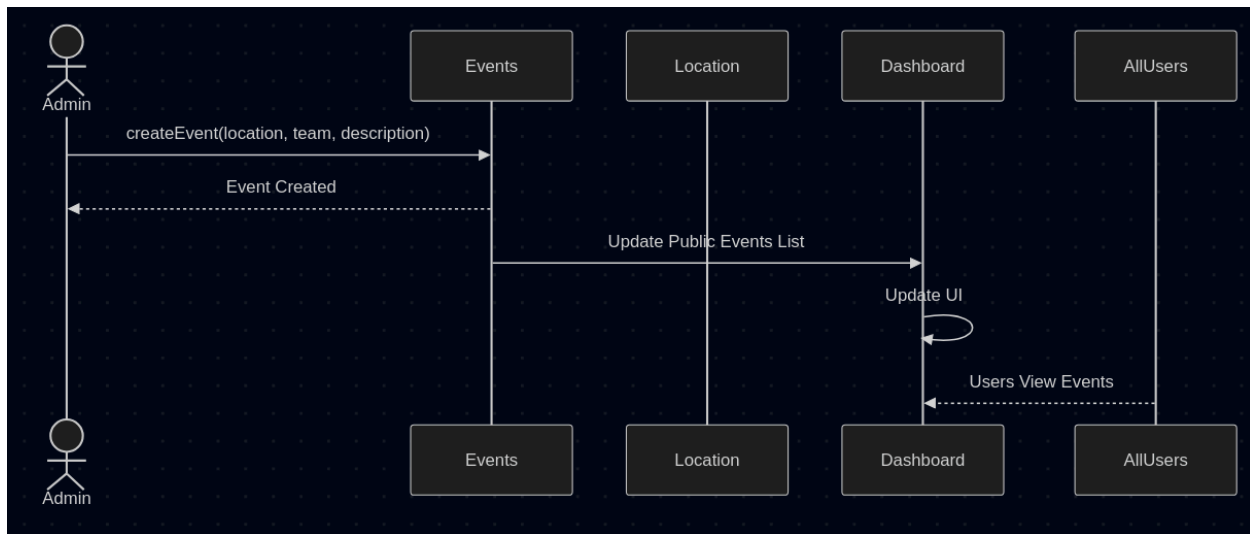 Admin
Events
Location
Dashboard
AllUsers
createEvent(location, team, description)
Event Created
Update Public Events List
Update UI
Users View Events
Admin
Events
Location
Dashboard
AllUsers